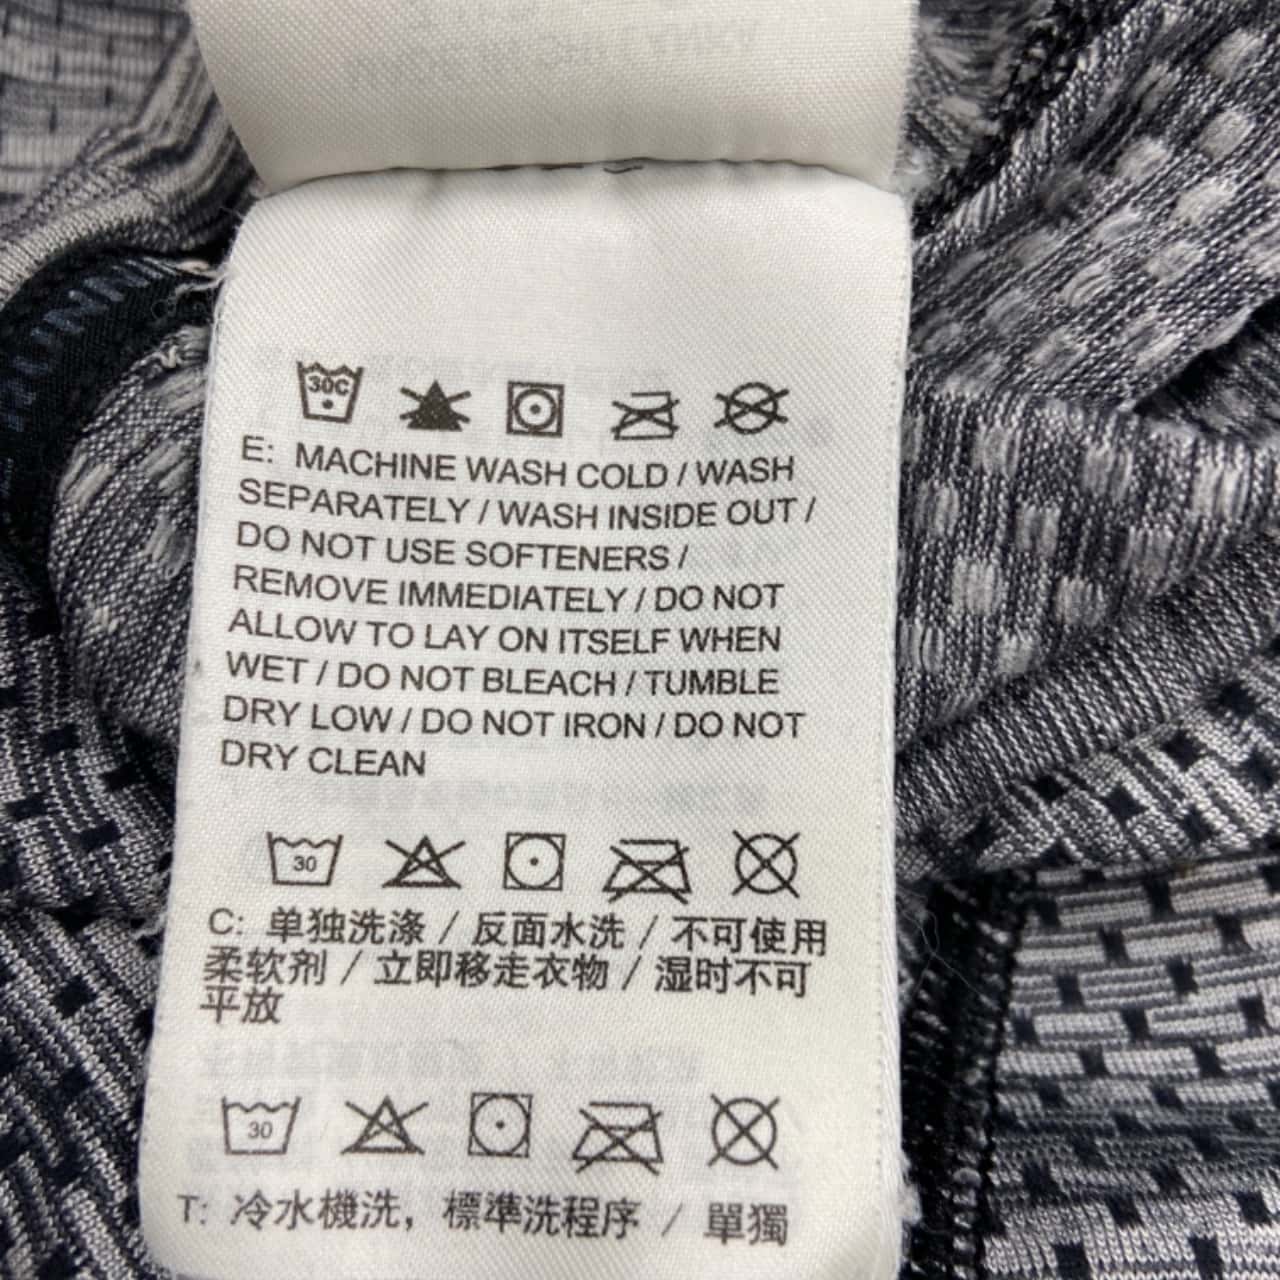 RUNNIN
30C
E: MACHINE WASH COLD / WASH
SEPARATELY / WASH INSIDE OUT /
DO NOT USE SOFTENERS /
REMOVE IMMEDIATELY / DO NOT
ALLOW TO LAY ON ITSELF WHEN
WET / DO NOT BLEACH / TUMBLE
DRY LOW / DO NOT IRON / DO NOT
DRY CLEAN
30
C: 单独洗涤 / 反面水洗 / 不可使用
柔软剂 / 立即移走衣物 / 湿时不可
平放
30
T: 冷水機洗，標準洗程序 / 單獨